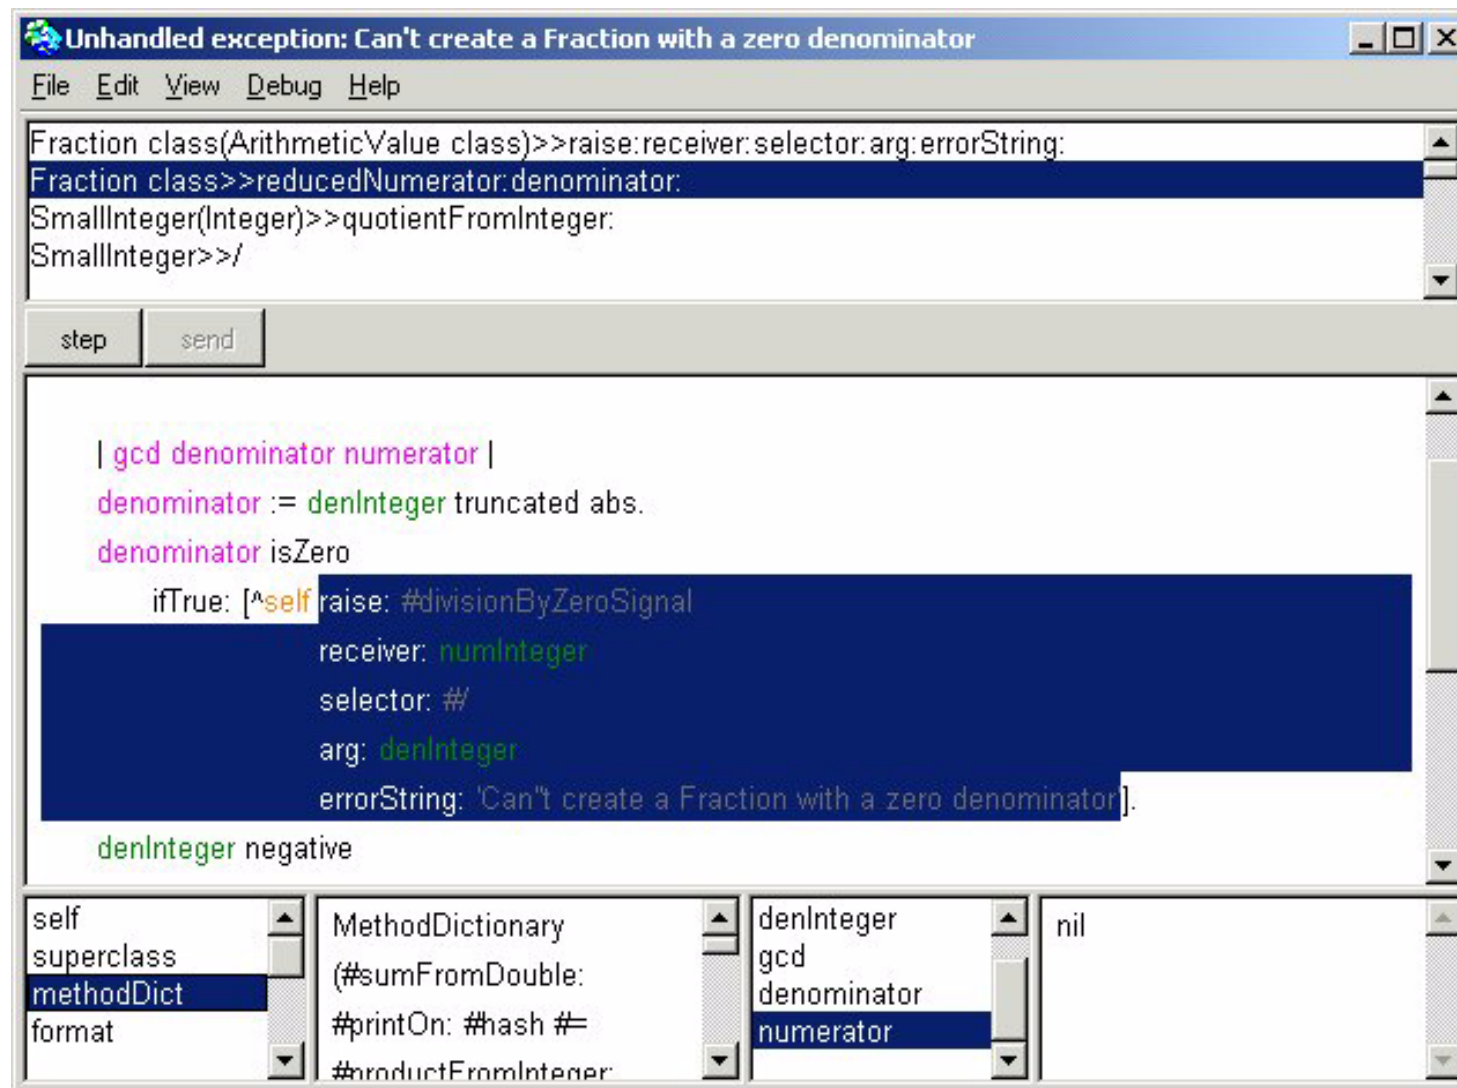 Unhandled exception: Can't create a Fraction with a zero denominator
File Edit View Debug Help
Fraction class(ArithmeticValue class)>>raise:receiver:selector:arg:errorString:
Fraction class>>reducedNumerator:denominator:
SmallInteger(Integer)>>quotientFromInteger:
SmallInteger>>/
step send
| gcd denominator numerator |
denominator := denInteger truncated abs.
denominator isZero
ifTrue: [^self raise: #divisionByZeroSignal
receiver: numInteger
selector: #/
arg: denInteger
errorString: 'Can''t create a Fraction with a zero denominator'].
denInteger negative
self
superclass
methodDict
format
MethodDictionary
(#sumFromDouble:
#printOn: #hash #=
#productFromInteger:
denInteger
gcd
denominator
numerator
nil